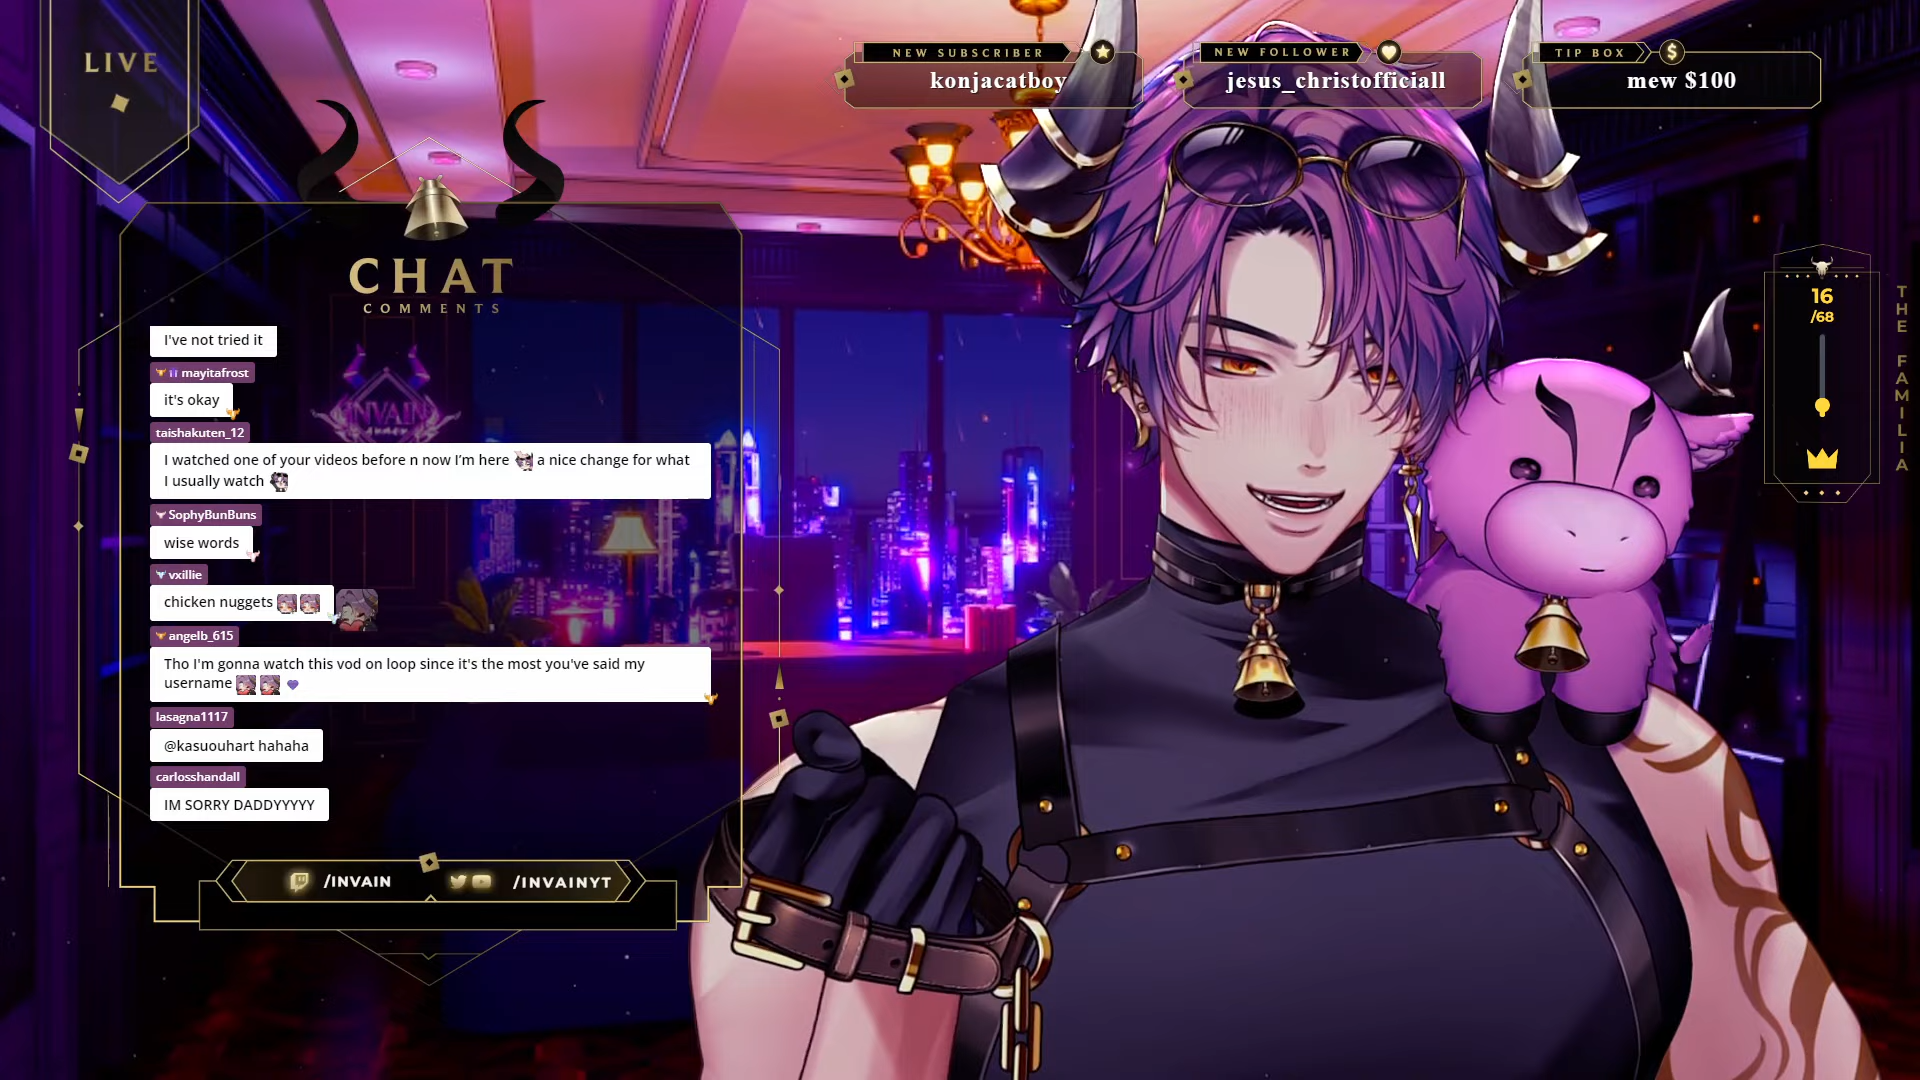 LIVE
NEW SUBSCRIBER
konjacatboy
NEW FOLLOWER
jesus_christofficiall
TIP BOX
$
mew $100
CHAT
COMMENTS
I've not tried it
mayitafrost
it's okay
taishakuten_12
I watched one of your videos before n now I’m here a nice change for what
I usually watch
SophyBunBuns
wise words
vxillie
chicken nuggets
angelb_615
Tho I'm gonna watch this vod on loop since it's the most you've said my
username
lasagna1117
@kasuouhart hahaha
carlosshandall
IM SORRY DADDYYYYY
/INVAIN
/INVAINYT
INVAIN
16
/68
THE FAMILIA